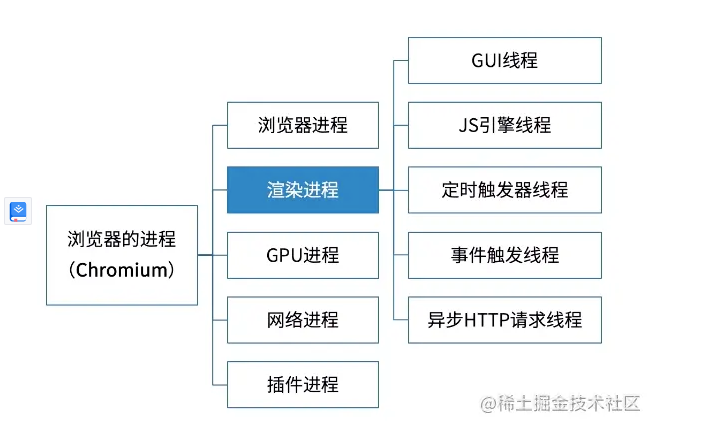 浏览器的进程
（Chromium）
浏览器进程
渲染进程
GPU进程
网络进程
插件进程
GUI线程
JS引擎线程
定时触发器线程
事件触发线程
异步HTTP请求线程
@稀土掘金技术社区